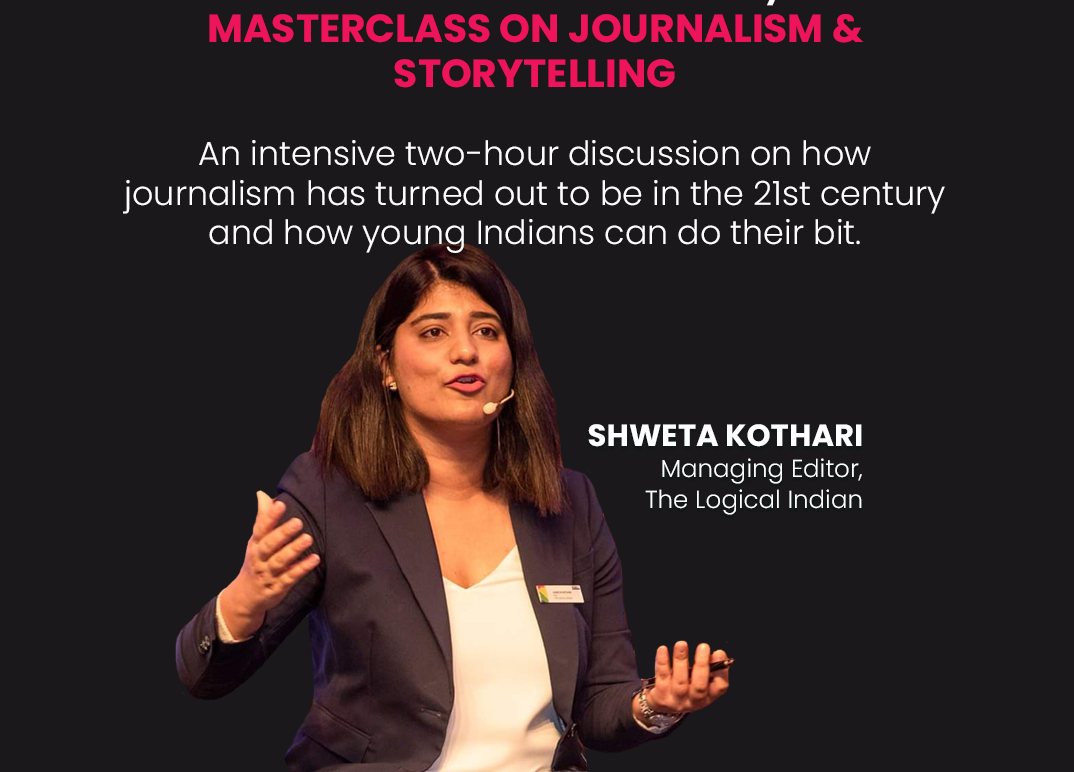 MASTERCLASS ON JOURNALISM &
STORYTELLING
An intensive two-hour discussion on how
journalism has turned out to be in the 21st century
and how young Indians can do their bit.
SHWETA KOTHARI
Managing Editor,
The Logical Indian